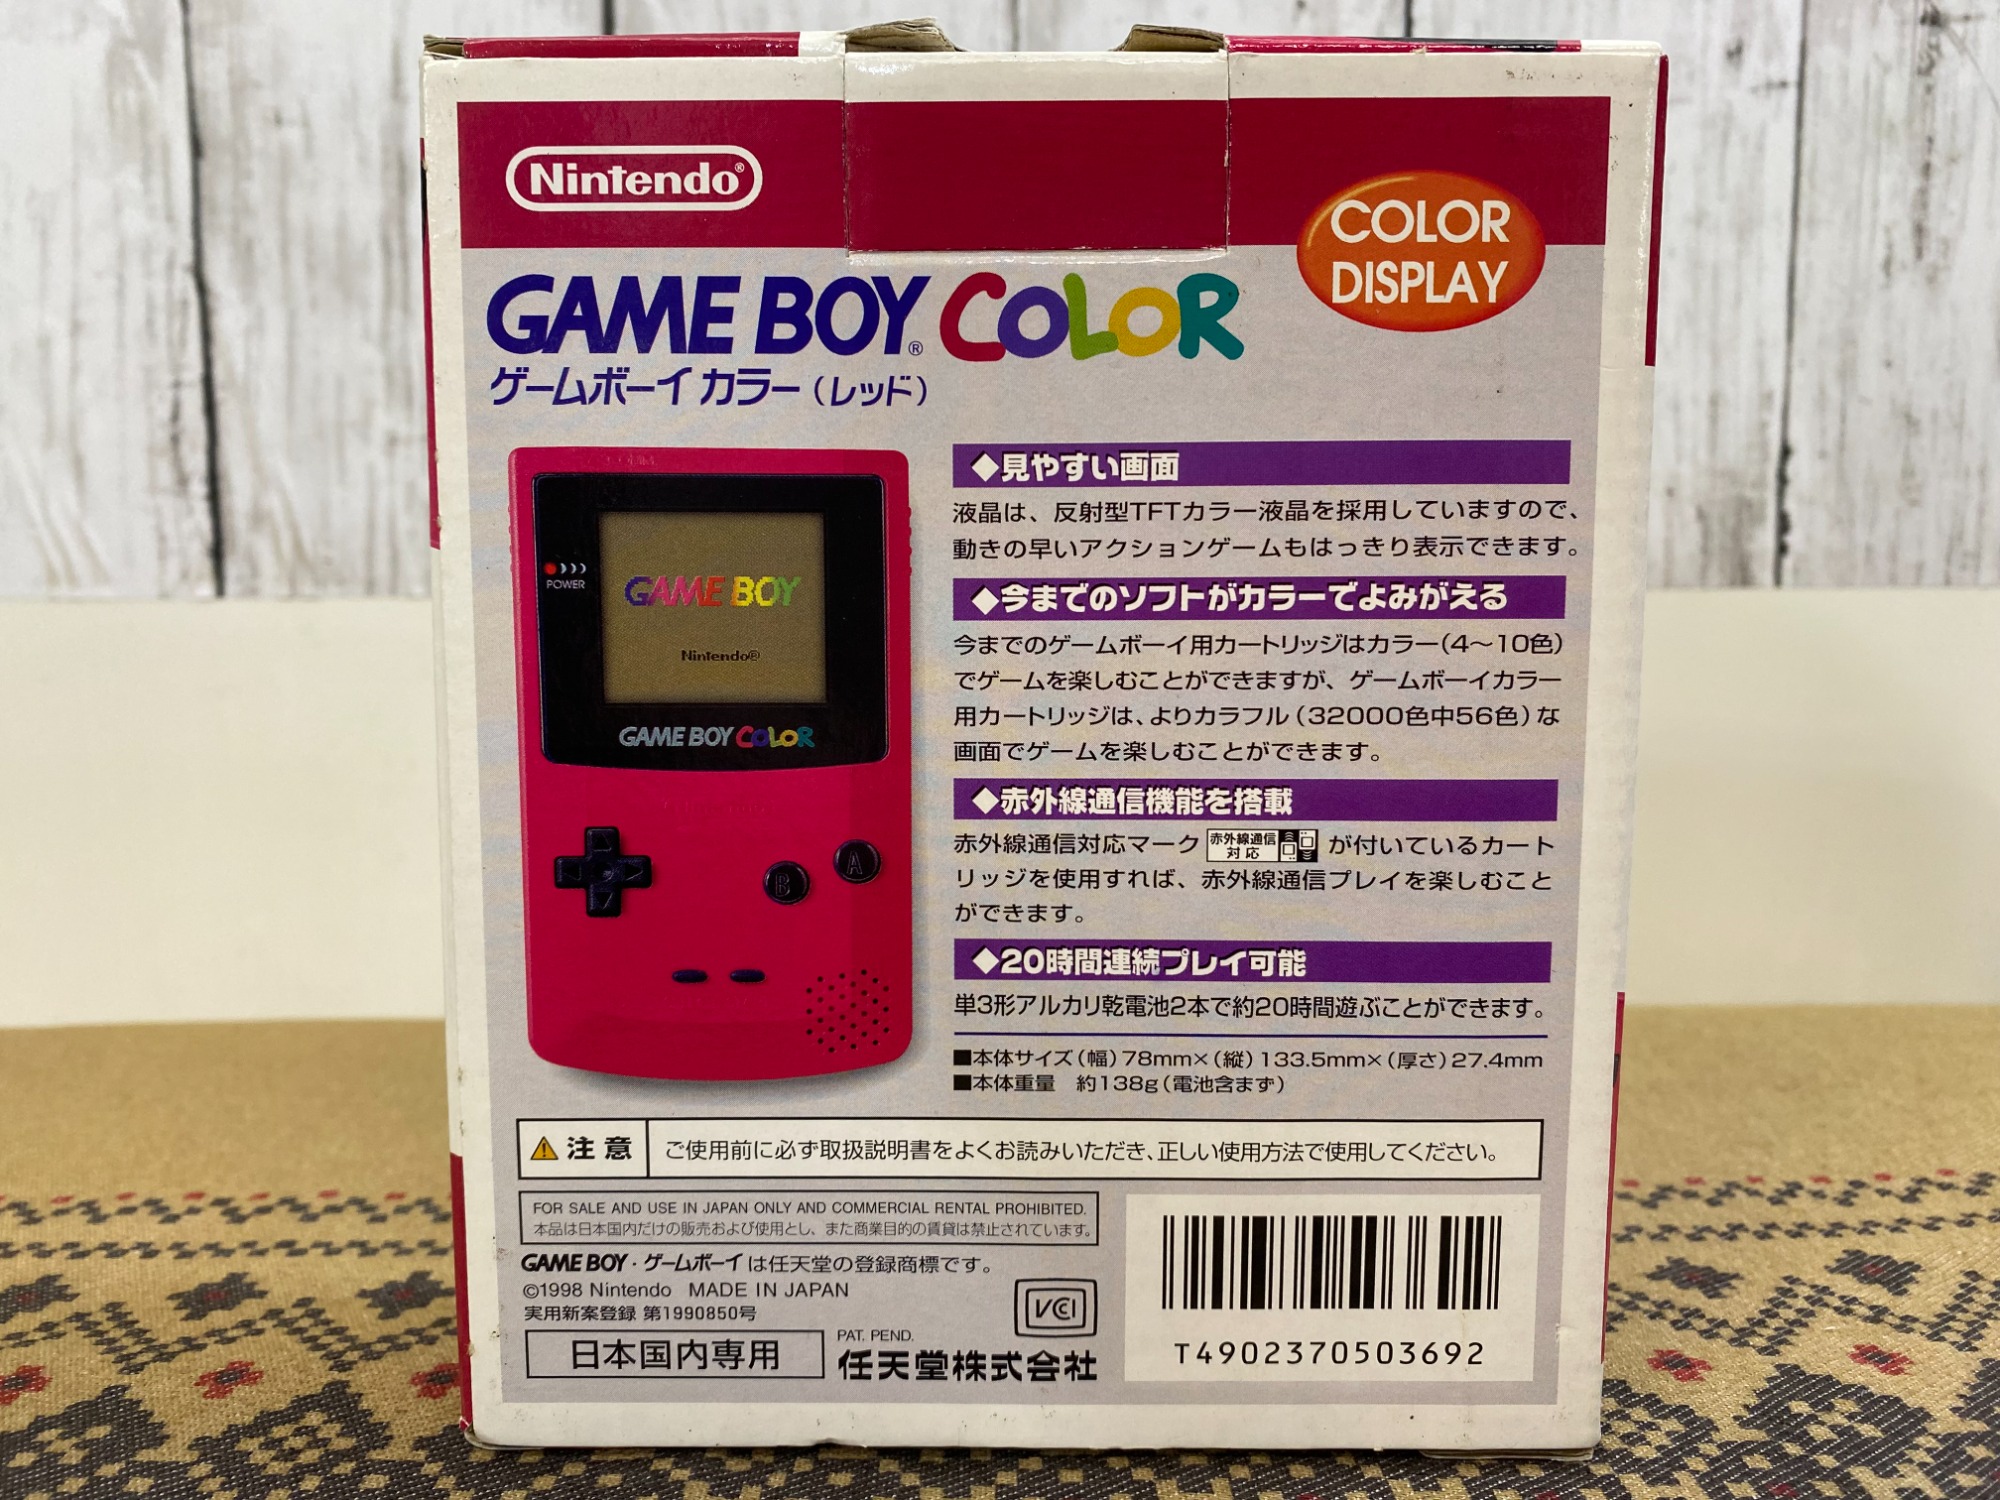 Nintendo®
COLOR
DISPLAY
GAME BOY® COLOR
ゲームボーイ カラー（レッド）
POWER
GAME BOY
Nintendo®
GAME BOY COLOR
B
A
◆見やすい画面
液晶は、反射型TFTカラー液晶を採用していますので、
動きの早いアクションゲームもはっきり表示できます。
◆今までのソフトがカラーでよみがえる
今までのゲームボーイ用カートリッジはカラー（4～10色）
でゲームを楽しむことができますが、ゲームボーイカラー
用カートリッジは、よりカラフル（32000色中56色）な
画面でゲームを楽しむことができます。
◆赤外線通信機能を搭載
赤外線通信対応マーク 赤外線通信対応 が付いているカート
リッジを使用すれば、赤外線通信プレイを楽しむこと
ができます。
◆20時間連続プレイ可能
単3形アルカリ乾電池2本で約20時間遊ぶことができます。
■本体サイズ（幅）78mm×（縦）133.5mm×（厚さ）27.4mm
■本体重量　約138g（電池含まず）
注意 ご使用前に必ず取扱説明書をよくお読みいただき、正しい使用方法で使用してください。
FOR SALE AND USE IN JAPAN ONLY AND COMMERCIAL RENTAL PROHIBITED.
本品は日本国内だけの販売および使用とし、また商業目的の賃貸は禁止されています。
GAME BOY・ゲームボーイは任天堂の登録商標です。
©1998 Nintendo MADE IN JAPAN
実用新案登録 第1990850号
VCI
日本国内専用
PAT. PEND.
任天堂株式会社
T4902370503692